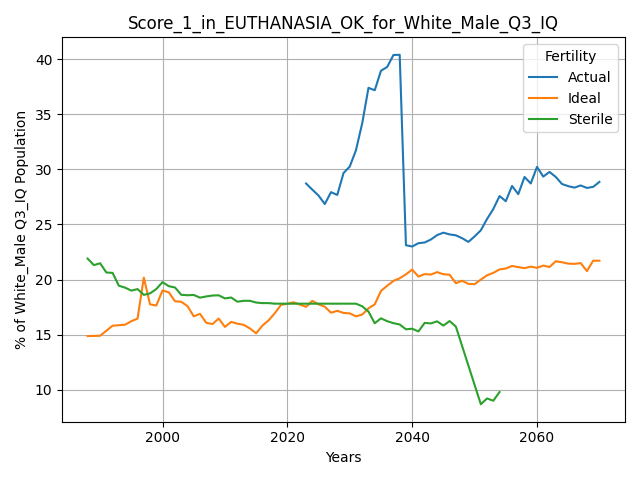 Score_1_in_EUTHANASIA_OK_for_White_Male_Q3_IQ
% of White_Male Q3_IQ Population
40
35
30
25
20
15
10
Fertility
Actual
Ideal
Sterile
2000 2020 2040 2060
Years